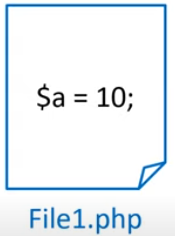 $a = 10;
File1.php